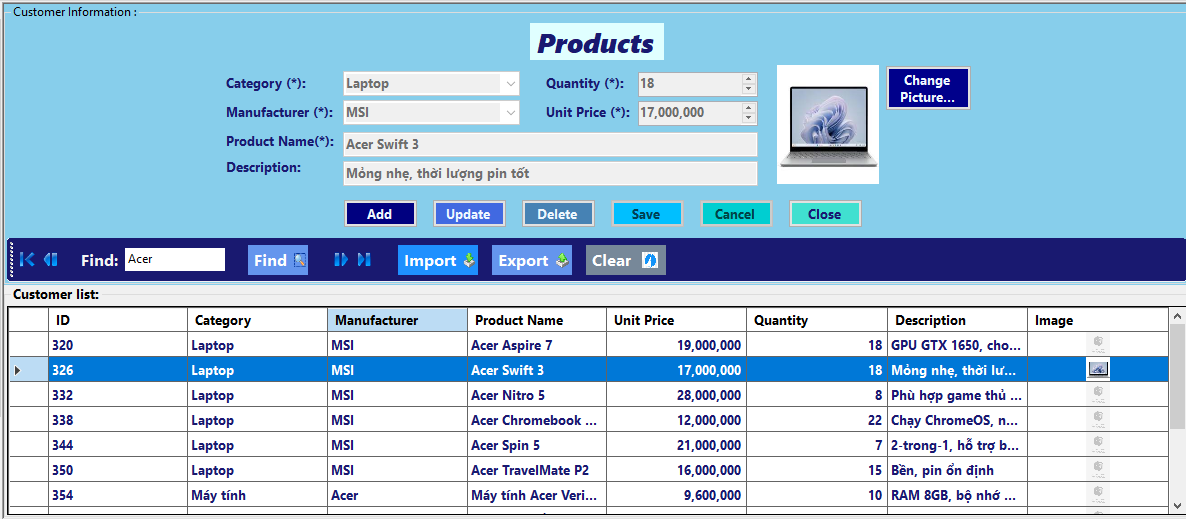 Customer Information :
Products
Category (*): Laptop Quantity (*): 18 Change Picture...
Manufacturer (*): MSI Unit Price (*): 17,000,000
Product Name(*): Acer Swift 3
Description: Mỏng nhẹ, thời lượng pin tốt
Add Update Delete Save Cancel Close
Find: Acer Find Import Export Clear
Customer list:
ID Category Manufacturer Product Name Unit Price Quantity Description Image
320 Laptop MSI Acer Aspire 7 19,000,000 18 GPU GTX 1650, cho...
326 Laptop MSI Acer Swift 3 17,000,000 18 Mỏng nhẹ, thời lư...
332 Laptop MSI Acer Nitro 5 28,000,000 8 Phù hợp game thủ ...
338 Laptop MSI Acer Chromebook ... 12,000,000 22 Chạy ChromeOS, n...
344 Laptop MSI Acer Spin 5 21,000,000 7 2-trong-1, hỗ trợ b...
350 Laptop MSI Acer TravelMate P2 16,000,000 15 Bền, pin ổn định
354 Máy tính Acer Máy tính Acer Veri... 9,600,000 10 RAM 8GB, bộ nhớ ...